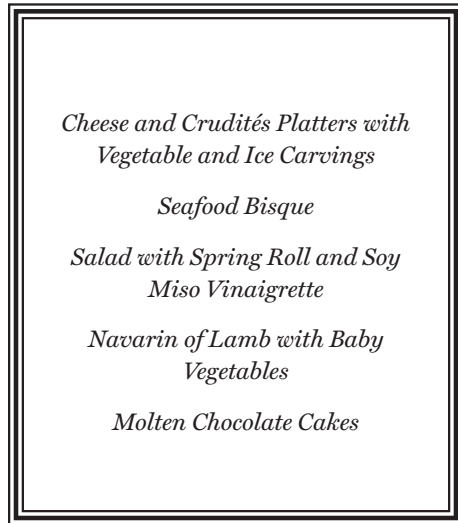 Cheese and Crudités Platters with
Vegetable and Ice Carvings
Seafood Bisque
Salad with Spring Roll and Soy
Miso Vinaigrette
Navarin of Lamb with Baby
Vegetables
Molten Chocolate Cakes